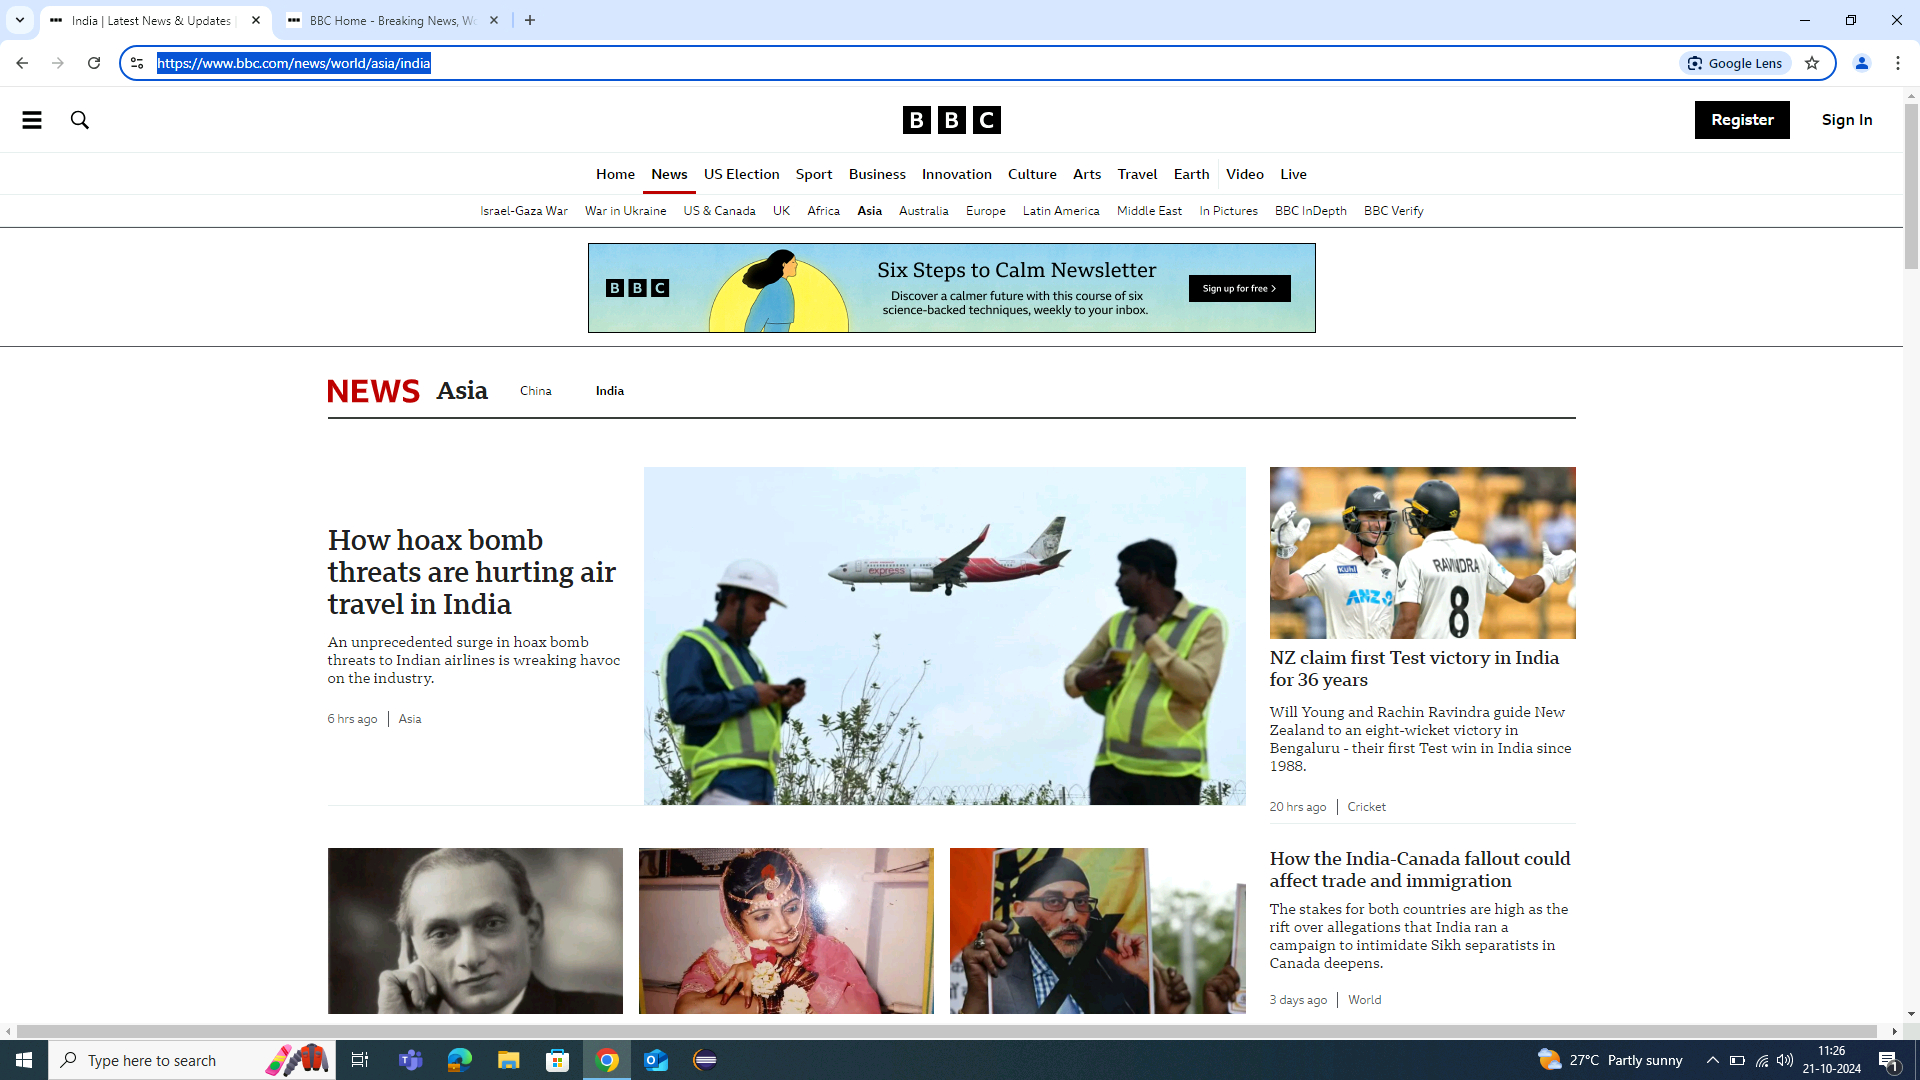 India | Latest News & Updates
BBC Home - Breaking News, Wo
https://www.bbc.com/news/world/asia/india
Google Lens
B B C
Register
Sign In
Home News US Election Sport Business Innovation Culture Arts Travel Earth Video Live
Israel-Gaza War War in Ukraine US & Canada UK Africa Asia Australia Europe Latin America Middle East In Pictures BBC InDepth BBC Verify
B B C
Six Steps to Calm Newsletter
Discover a calmer future with this course of six
science-backed techniques, weekly to your inbox.
Sign up for free >
NEWS Asia China India
How hoax bomb
threats are hurting air
travel in India
An unprecedented surge in hoax bomb
threats to Indian airlines is wreaking havoc
on the industry.
6 hrs ago | Asia
express
KUHL
ANZ
RAVINDRA
8
NZ claim first Test victory in India
for 36 years
Will Young and Rachin Ravindra guide New
Zealand to an eight-wicket victory in
Bengaluru - their first Test win in India since
1988.
20 hrs ago | Cricket
How the India-Canada fallout could
affect trade and immigration
The stakes for both countries are high as the
rift over allegations that India ran a
campaign to intimidate Sikh separatists in
Canada deepens.
3 days ago | World
Type here to search
27°C Partly sunny
11:26
21-10-2024
1